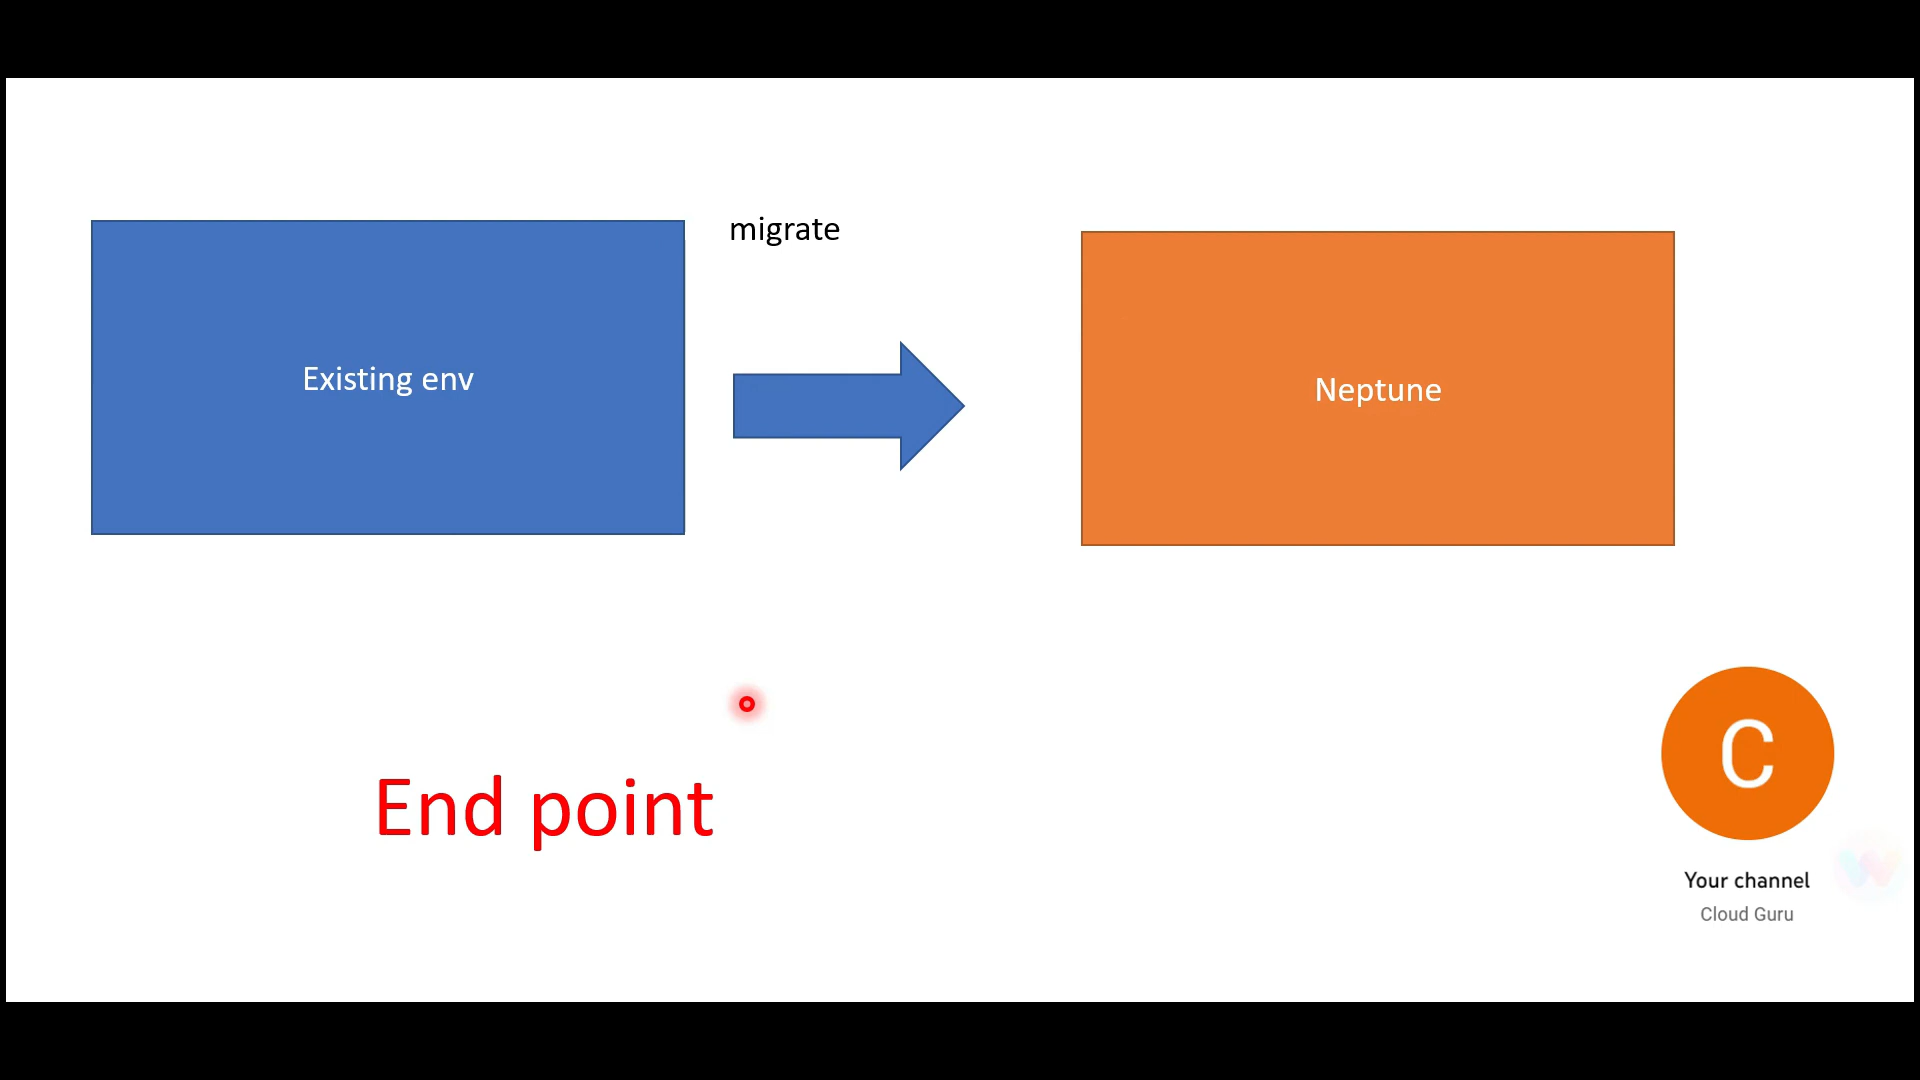 migrate
Existing env
Neptune
End point
C
Your channel
Cloud Guru